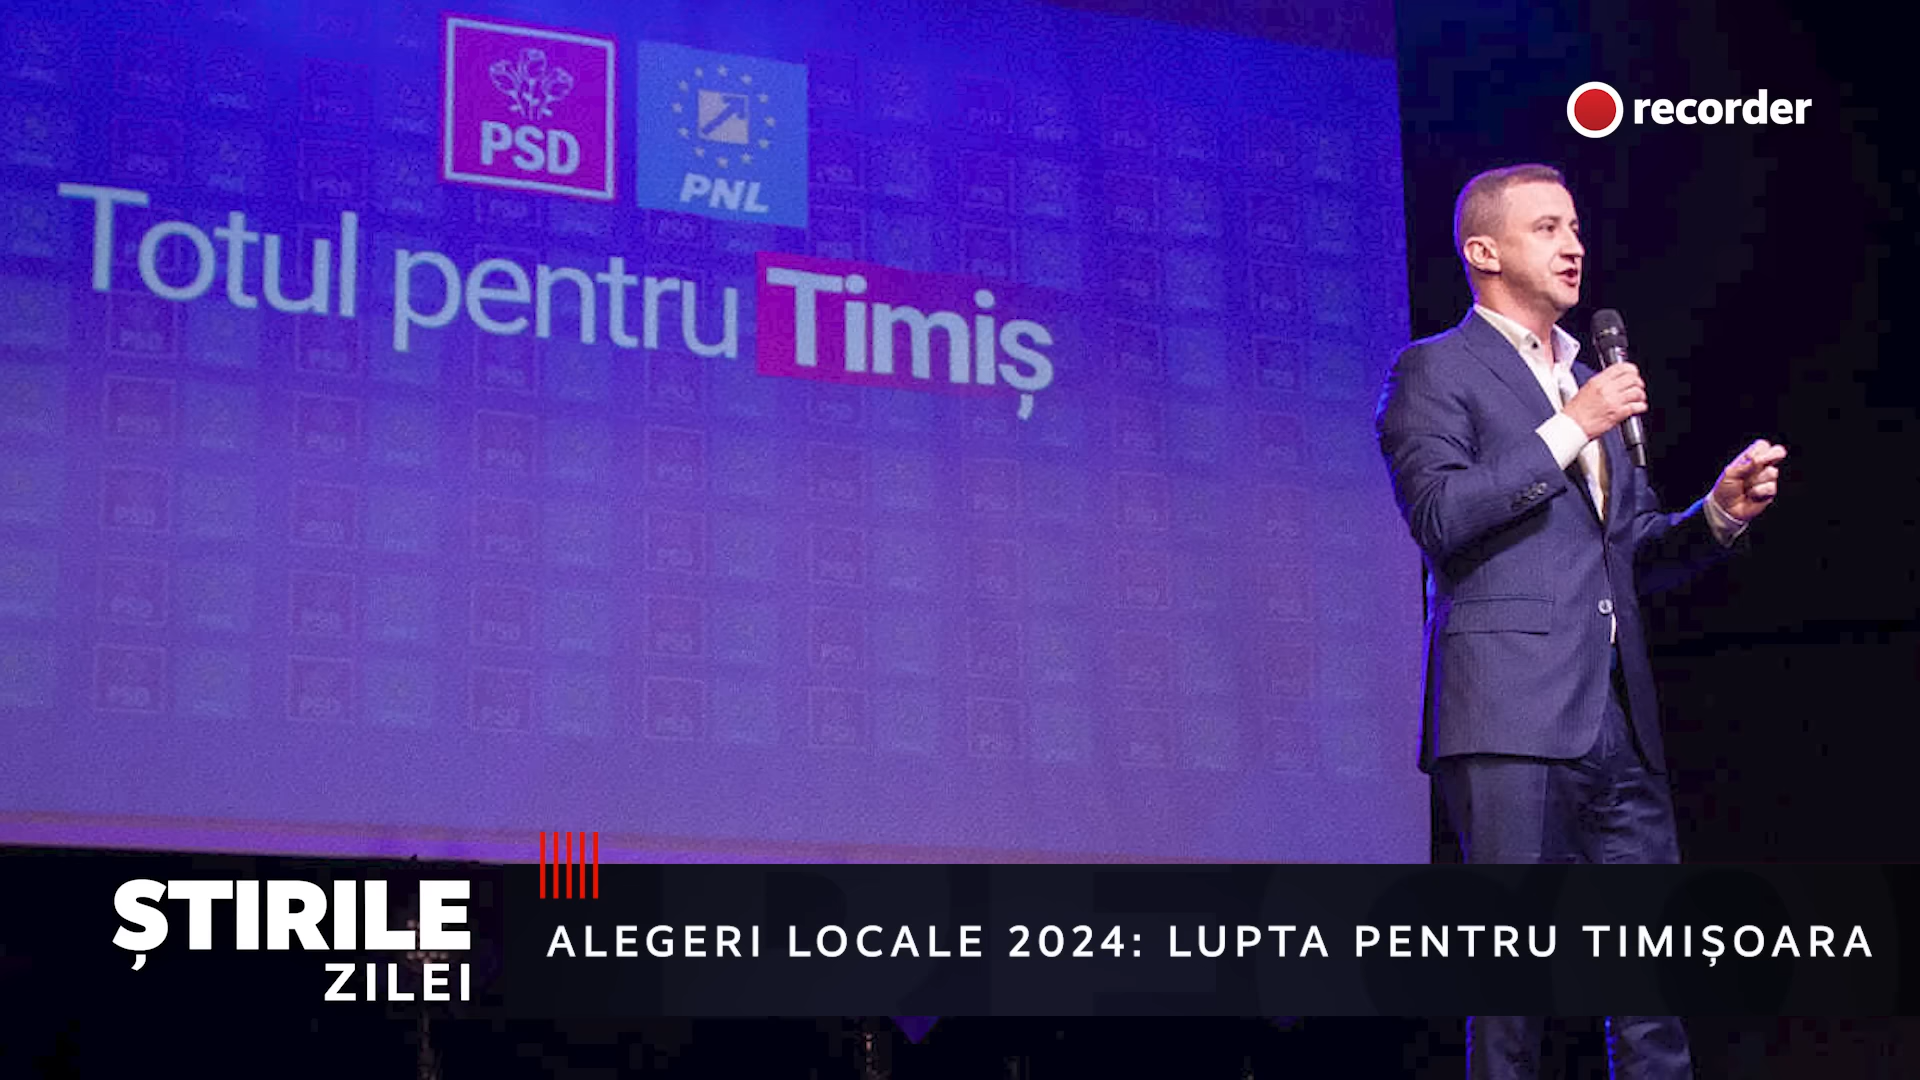 PSD
PNL
recorder
Totul pentru Timiș
ȘTIRILE
ZILEI
ALEGERI LOCALE 2024: LUPTA PENTRU TIMIȘOARA